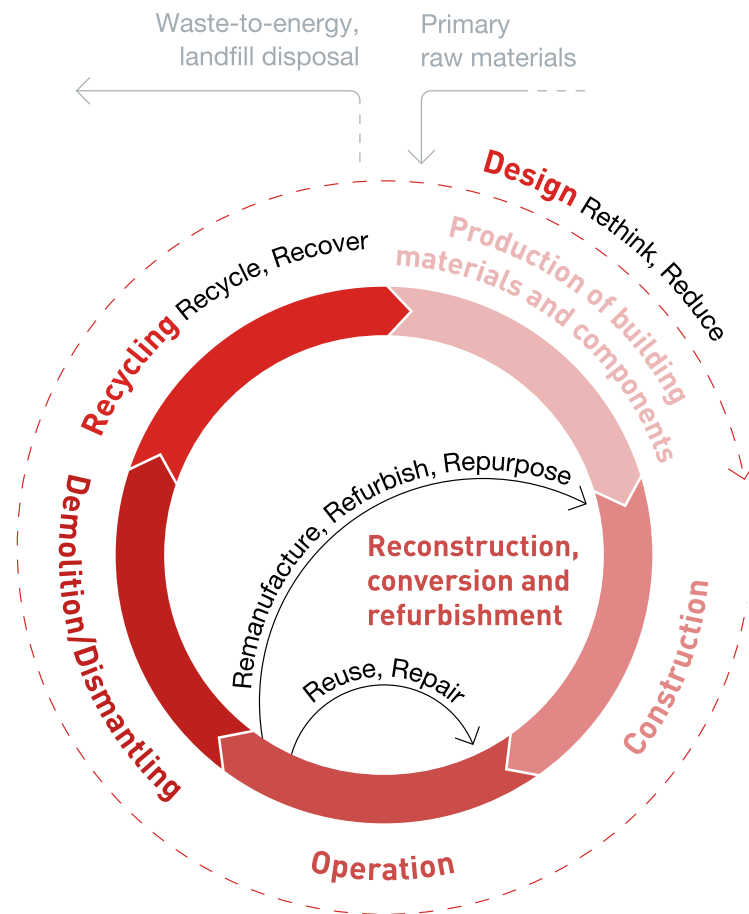 Waste-to-energy,
landfill disposal
Primary
raw materials
Design Rethink, Reduce
Production of building
materials and components
Recycling Recycle, Recover
Remanufacture, Refurbish, Repurpose
Reconstruction,
conversion and
refurbishment
Reuse, Repair
Construction
Demolition/Dismantling
Operation